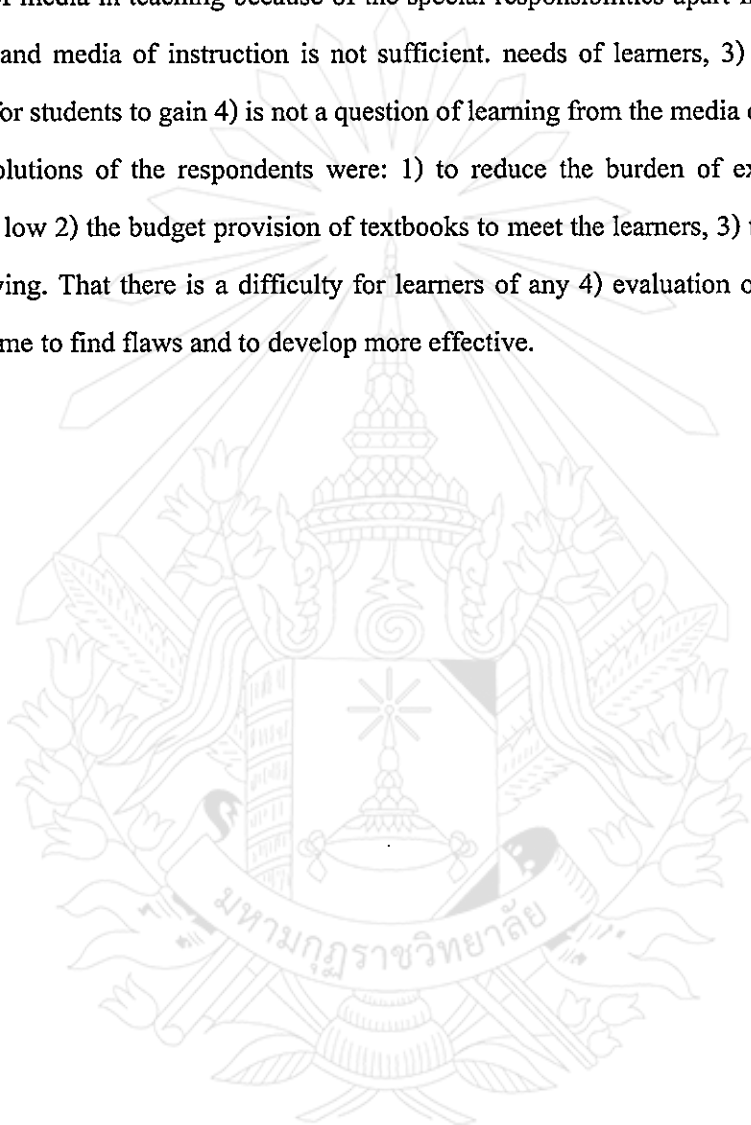 of media in teaching because of the special responsibilities apart
and media of instruction is not sufficient. needs of learners, 3)
for students to gain 4) is not a question of learning from the media
solutions of the respondents were: 1) to reduce the burden of
low 2) the budget provision of textbooks to meet the learners, 3)
ving. That there is a difficulty for learners of any 4) evaluation
me to find flaws and to develop more effective.
มหามกุฏราชวิทยาลัย